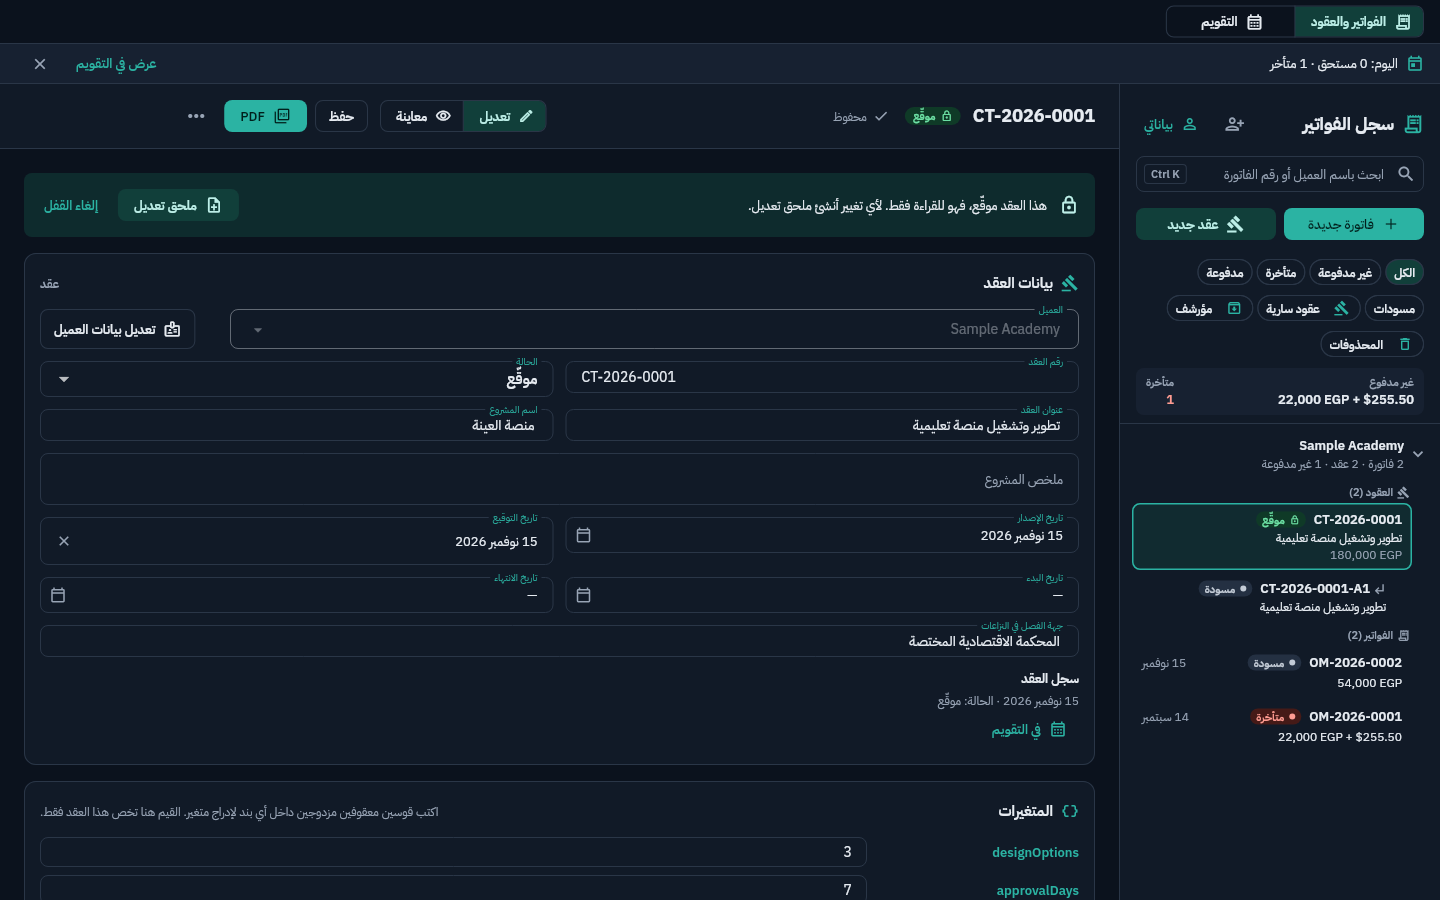 الفواتير والعقود
التقويم
اليوم: 0 مستحق · 1 متأخر
عرض في التقويم
سجل الفواتير
بياناتي
ابحث باسم العميل أو رقم الفاتورة
Ctrl K
فاتورة جديدة
عقد جديد
الكل
غير مدفوعة
متأخرة
مدفوعة
مسودات
عقود سارية
مؤرشف
المحذوفات
غير مدفوع
متأخرة
22,000 EGP + $255.50
1
Sample Academy
2 فاتورة · 2 عقد · 1 غير مدفوعة
العقود (2)
CT-2026-0001 موقّع
تطوير وتشغيل منصة تعليمية
180,000 EGP
CT-2026-0001-A1 مسودة
تطوير وتشغيل منصة تعليمية
الفواتير (2)
OM-2026-0002 مسودة 15 نوفمبر
54,000 EGP
OM-2026-0001 متأخرة 14 سبتمبر
22,000 EGP + $255.50
CT-2026-0001 موقّع محفوظ
تعديل
معاينة
حفظ
PDF
هذا العقد موقّع، فهو للقراءة فقط. لأي تغيير أنشئ ملحق تعديل.
ملحق تعديل
إلغاء القفل
بيانات العقد
عقد
العميل
Sample Academy
تعديل بيانات العميل
رقم العقد
CT-2026-0001
الحالة
موقّع
عنوان العقد
تطوير وتشغيل منصة تعليمية
اسم المشروع
منصة العينة
ملخص المشروع
تاريخ الإصدار
15 نوفمبر 2026
تاريخ التوقيع
15 نوفمبر 2026
تاريخ البدء
—
تاريخ الانتهاء
—
جهة الفصل في النزاعات
المحكمة الاقتصادية المختصة
سجل العقد
15 نوفمبر 2026 · الحالة: موقّع
في التقويم
المتغيرات
اكتب قوسين معقوفين مزدوجين داخل أي بند لإدراج متغير. القيم هنا تخص هذا العقد فقط.
designOptions
3
approvalDays
7